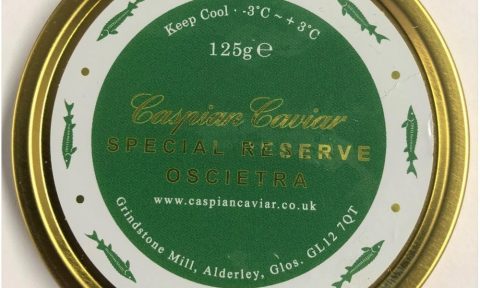 Keep Cool · -3°C ~ +3°C
125g ℮
Caspian Caviar
SPECIAL RESERVE
OSCIETRA
www.caspiancaviar.co.uk
Grindstone Mill, Alderley, Glos. GL12 7QT